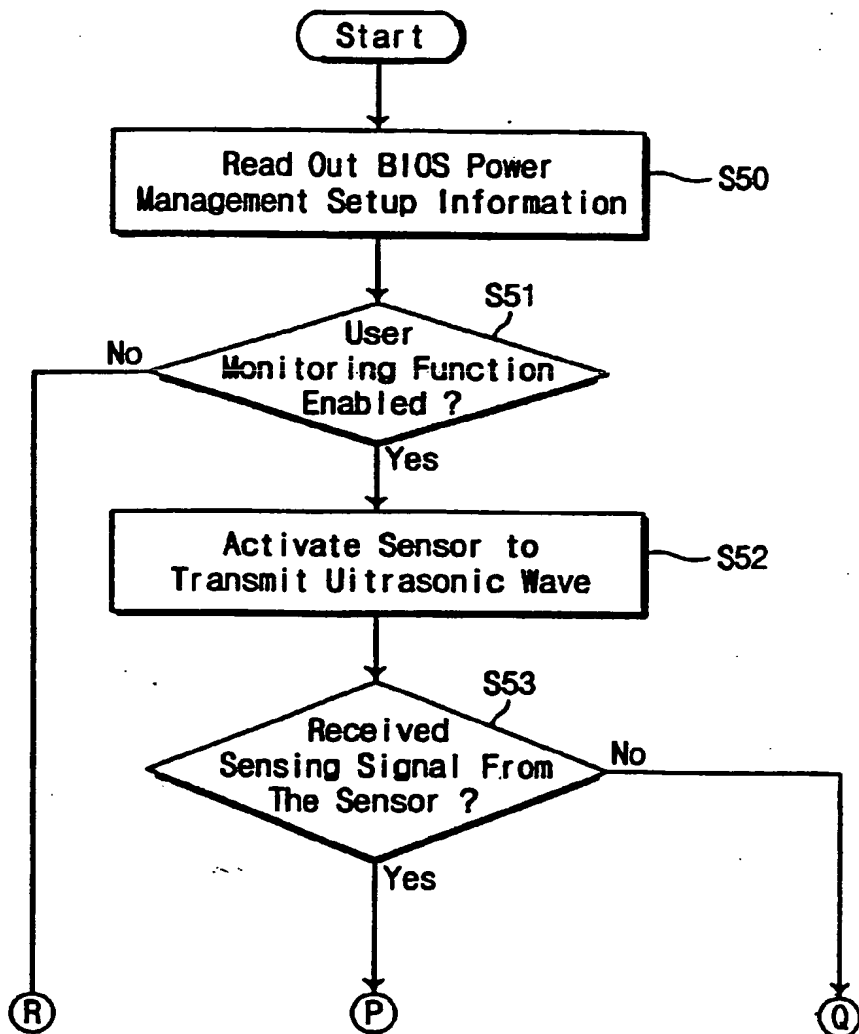 Start
Read Out BIOS Power
Management Setup Information
S50
S51
User
Monitoring Function
Enabled ?
No
Yes
Activate Sensor to
Transmit Uitrasonic Wave
S52
S53
Received
Sensing Signal From
The Sensor ?
No
Yes
R
P
Q